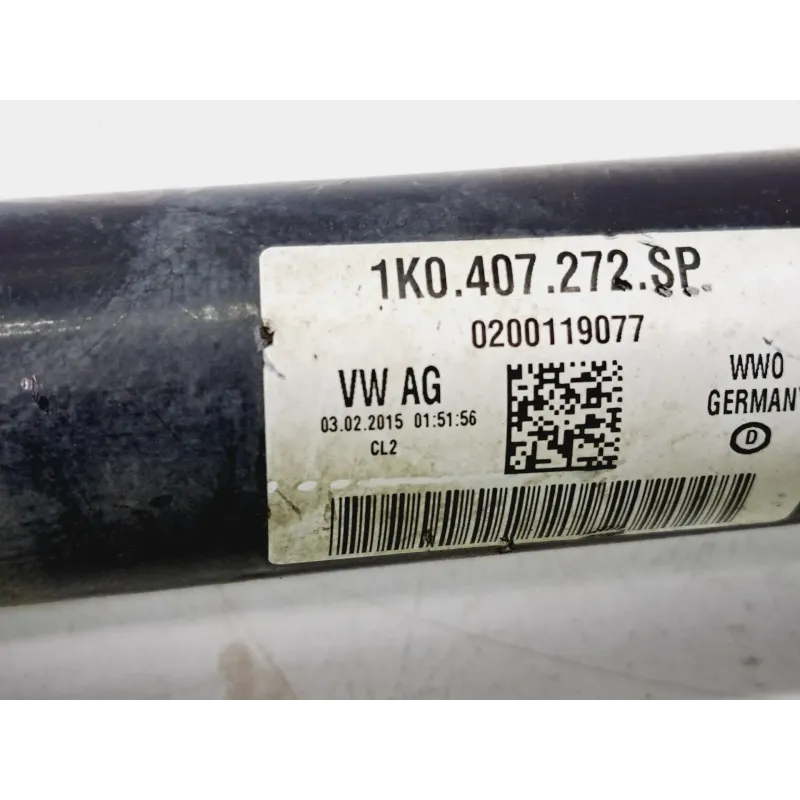 1K0.407.272.SP
0200119077
VW AG
03.02.2015 01:51:56
CL2
WWO
GERMANY
D